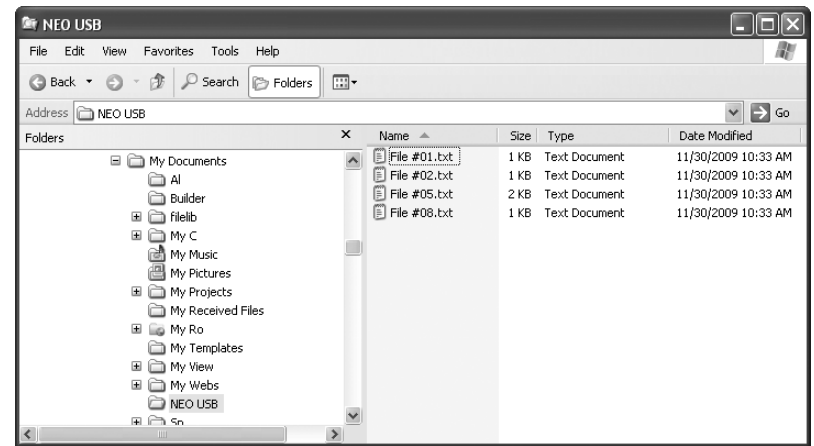 NEO USB
File Edit View Favorites Tools Help
Back Search Folders
Address NEO USB Go
Folders
My Documents
Al
Builder
filelib
My C
My Music
My Pictures
My Projects
My Received Files
My Ro
My Templates
My View
My Webs
NEO USB
Sp
Name Size Type Date Modified
File #01.txt 1 KB Text Document 11/30/2009 10:33 AM
File #02.txt 1 KB Text Document 11/30/2009 10:33 AM
File #05.txt 2 KB Text Document 11/30/2009 10:33 AM
File #08.txt 1 KB Text Document 11/30/2009 10:33 AM